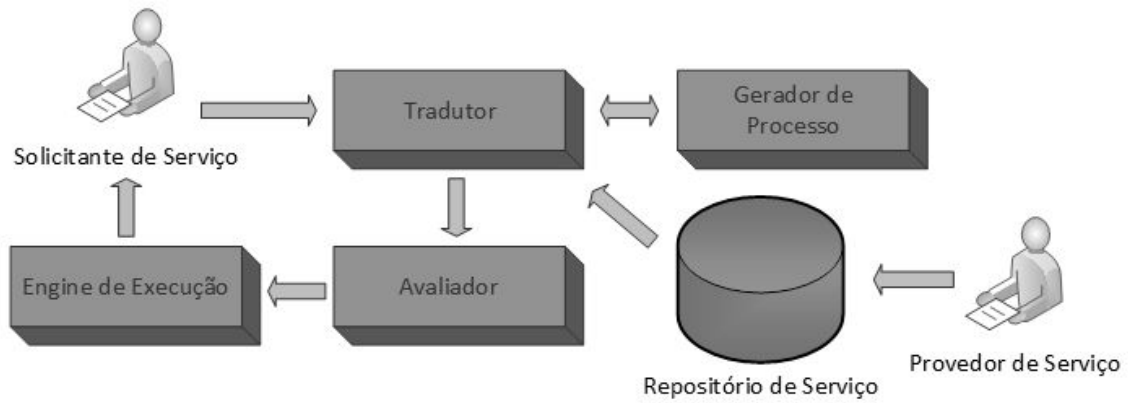 Tradutor
Gerador de
Processo
Solicitante de Serviço
Engine de Execução
Avaliador
Provedor de Serviço
Repositório de Serviço